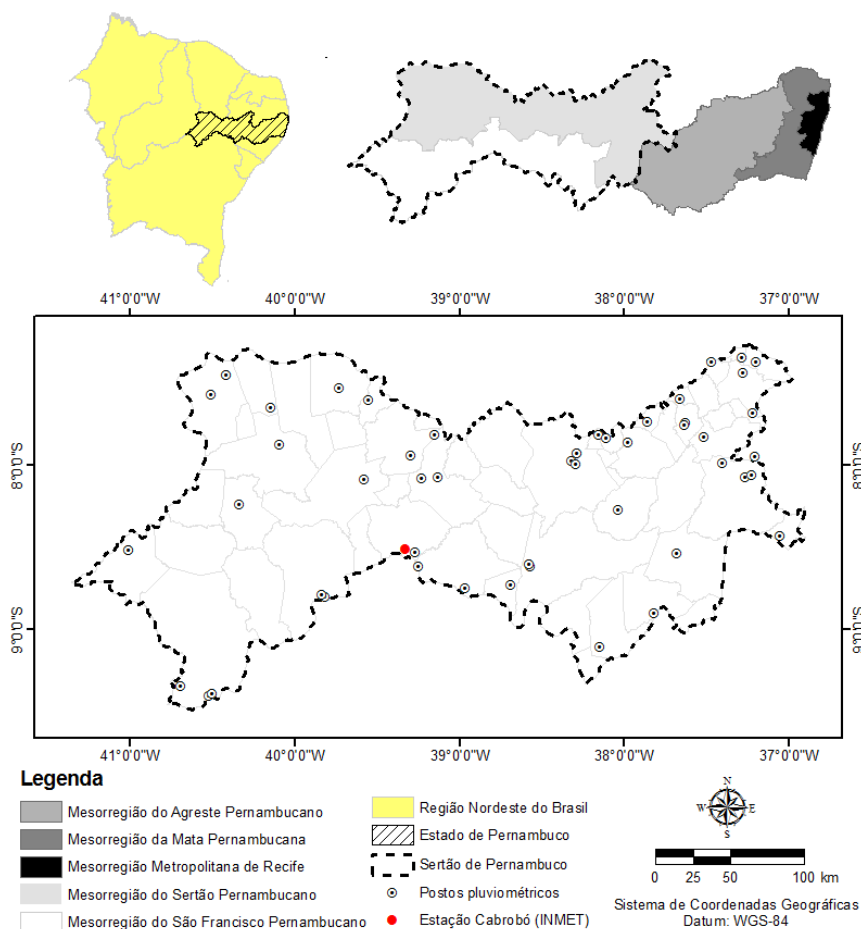 41°0'0"W 40°0'0"W 39°0'0"W 38°0'0"W 37°0'0"W
8°0'0"S 8°0'0"S
9°0'0"S 9°0'0"S
41°0'0"W 40°0'0"W 39°0'0"W 38°0'0"W 37°0'0"W
Legenda
Mesorregião do Agreste Pernambucano
Mesorregião da Mata Pernambucana
Mesorregião Metropolitana de Recife
Mesorregião do Sertão Pernambucano
Mesorregião do São Francisco Pernambucano
Região Nordeste do Brasil
Estado de Pernambuco
Sertão de Pernambuco
Postos pluviométricos
Estação Cabrobó (INMET)
N
W E
S
0 25 50 100 km
Sistema de Coordenadas Geográficas
Datum: WGS-84